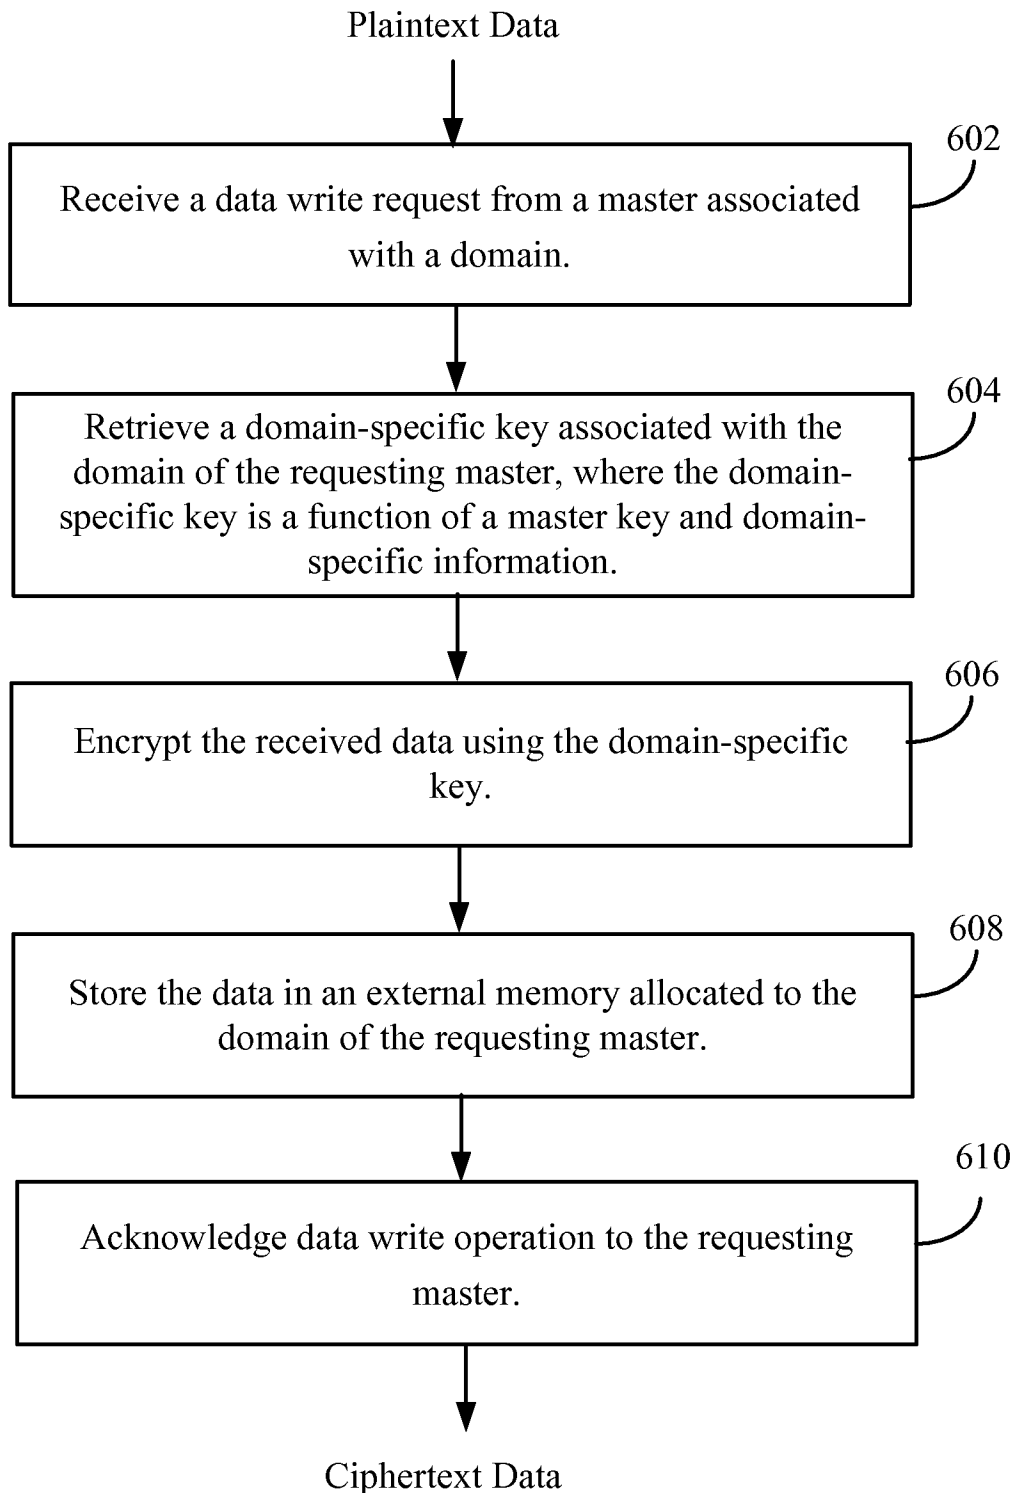 Plaintext Data
602
Receive a data write request from a master associated
with a domain.
604
Retrieve a domain-specific key associated with the
domain of the requesting master, where the domain-
specific key is a function of a master key and domain-
specific information.
606
Encrypt the received data using the domain-specific
key.
608
Store the data in an external memory allocated to the
domain of the requesting master.
610
Acknowledge data write operation to the requesting
master.
Ciphertext Data